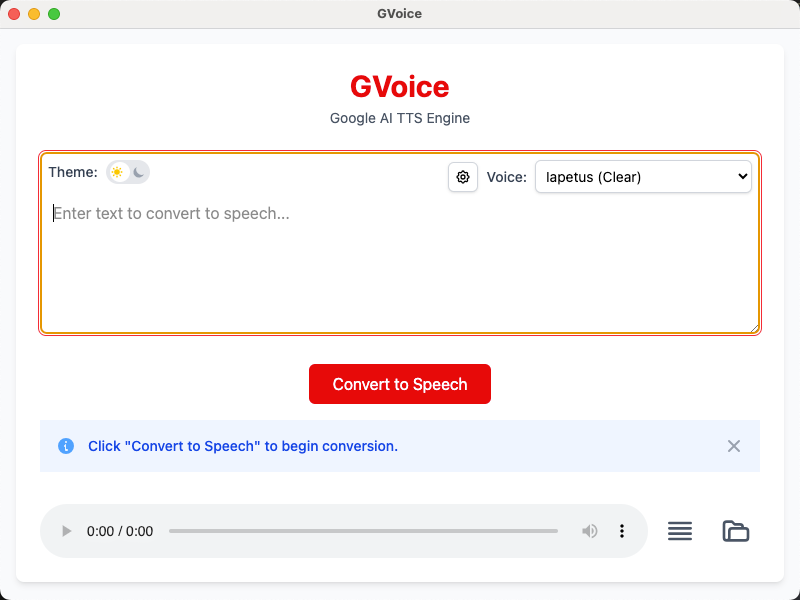 GVoice
GVoice
Google AI TTS Engine
Theme:
Voice: Iapetus (Clear)
Enter text to convert to speech...
Convert to Speech
Click "Convert to Speech" to begin conversion.
0:00 / 0:00